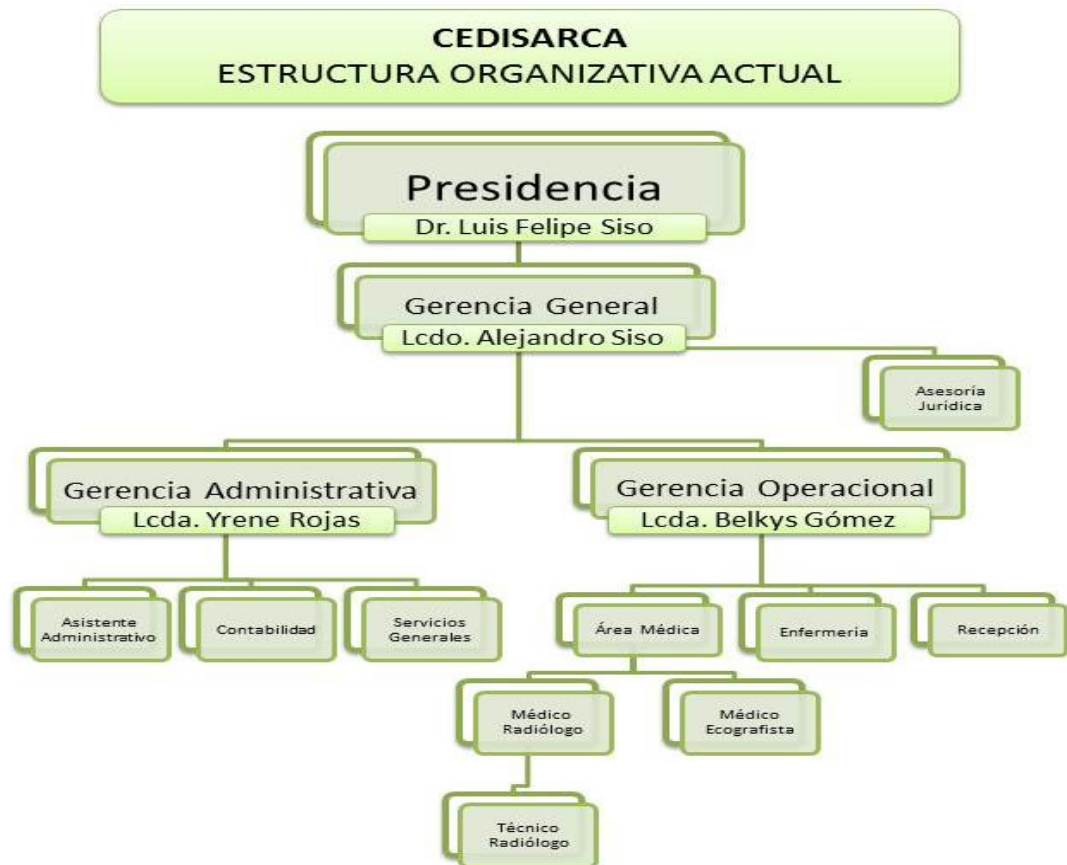 CEDISARCA
ESTRUCTURA ORGANIZATIVA ACTUAL
Presidencia
Dr. Luis Felipe Siso
Gerencia General
Lcdo. Alejandro Siso
Asesoría
Jurídica
Gerencia Administrativa
Lcda. Yrene Rojas
Gerencia Operacional
Lcda. Belkys Gómez
Asistente
Administrativo
Contabilidad
Servicios
Generales
Área Médica
Enfermería
Recepción
Médico
Radiólogo
Médico
Ecografista
Técnico
Radiólogo